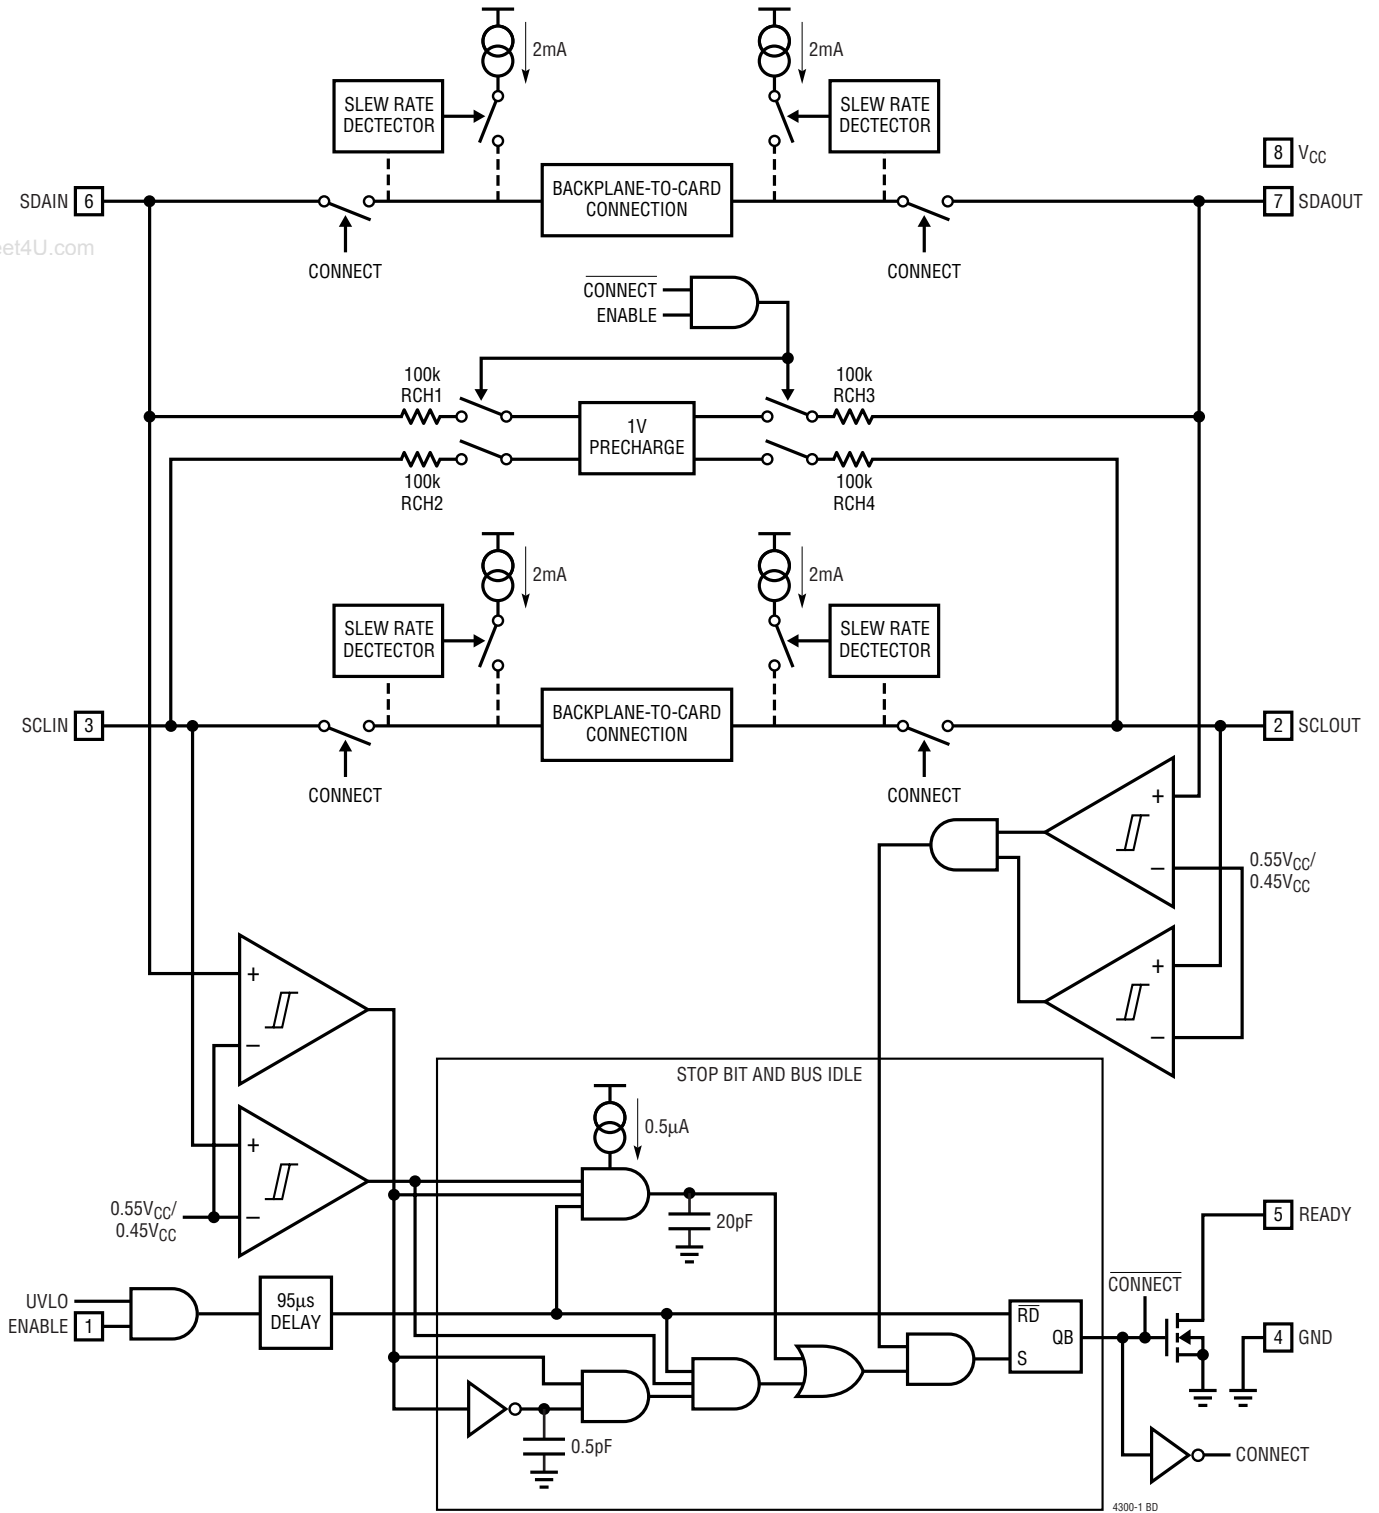 2mA
2mA
SLEW RATE
DECTECTOR
SLEW RATE
DECTECTOR
8 VCC
SDAIN 6
BACKPLANE-TO-CARD
CONNECTION
7 SDAOUT
eet4U.com
CONNECT
CONNECT
CONNECT
ENABLE
100k
RCH1
100k
RCH3
1V
PRECHARGE
100k
RCH2
100k
RCH4
2mA
2mA
SLEW RATE
DECTECTOR
SLEW RATE
DECTECTOR
SCLIN 3
BACKPLANE-TO-CARD
CONNECTION
2 SCLOUT
CONNECT
CONNECT
+
–
0.55VCC/
0.45VCC
+
–
+
–
STOP BIT AND BUS IDLE
0.5µA
+
–
0.55VCC/
0.45VCC
20pF
5 READY
UVLO
ENABLE 1
95µs
DELAY
CONNECT
RD
QB
S
4 GND
0.5pF
CONNECT
4300-1 BD